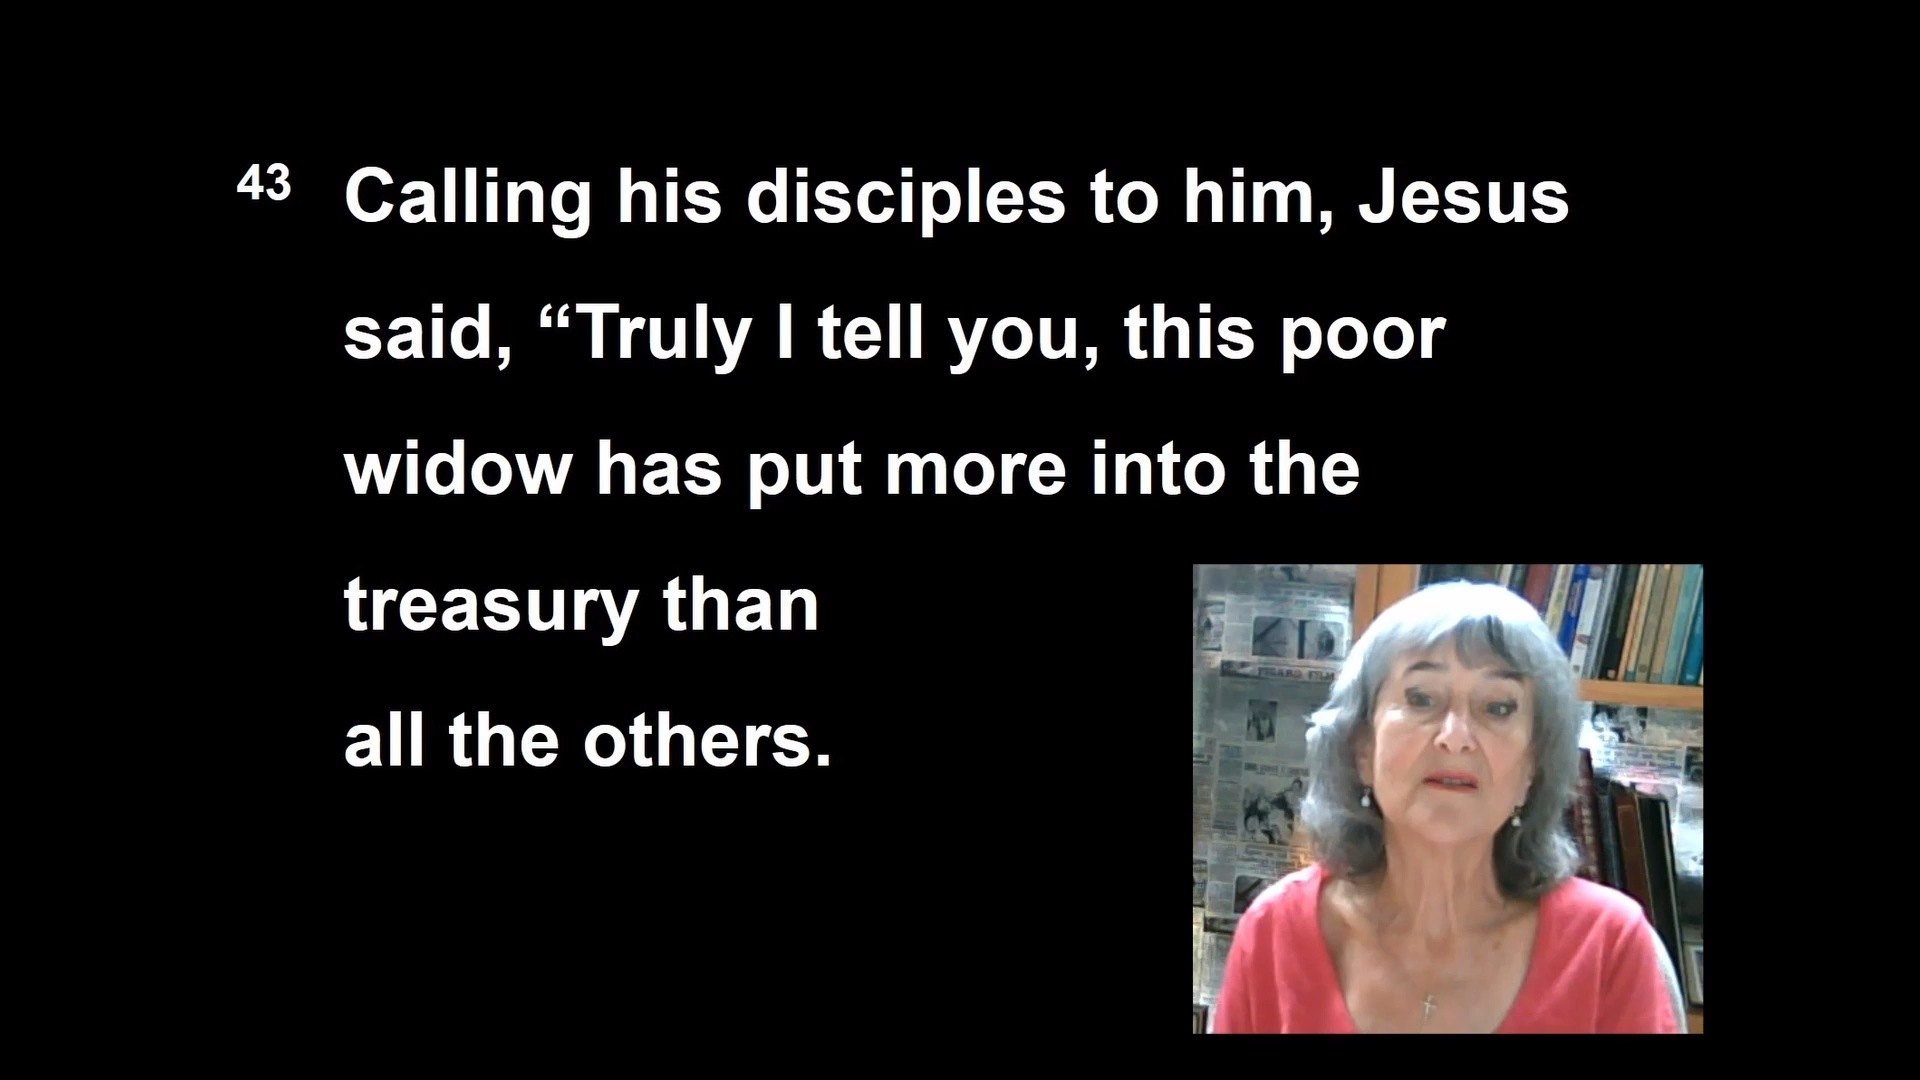 43 Calling his disciples to him, Jesus
said, “Truly I tell you, this poor
widow has put more into the
treasury than
all the others.